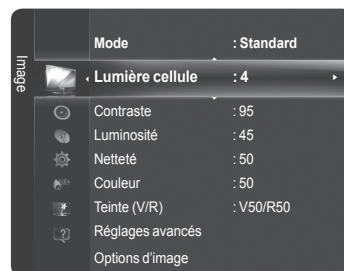 Image
Mode : Standard
Lumière cellule : 4
Contraste : 95
Luminosité : 45
Netteté : 50
Couleur : 50
Teinte (V/R) : V50/R50
Réglages avancés
Options d'image